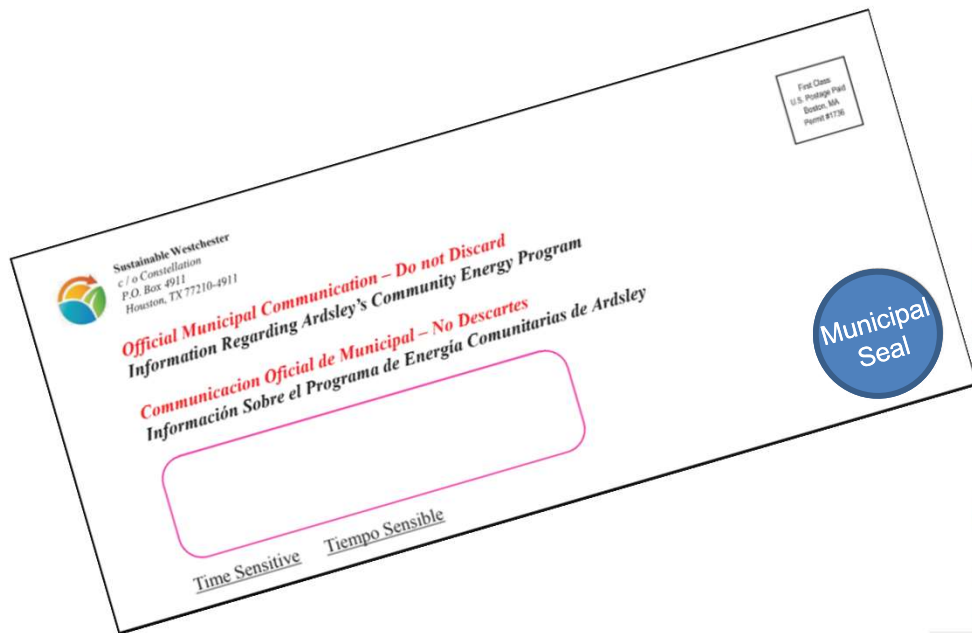 Sustainable Westchester
c / o Constellation
P.O. Box 4911
Houston, TX 77210-4911
First Class
U.S. Postage Paid
Boston, MA
Permit #1736
Official Municipal Communication – Do not Discard
Information Regarding Ardsley's Community Energy Program
Communicacion Oficial de Municipal – No Descartes
Información Sobre el Programa de Energía Comunitarias de Ardsley
Municipal
Seal
Time Sensitive Tiempo Sensible